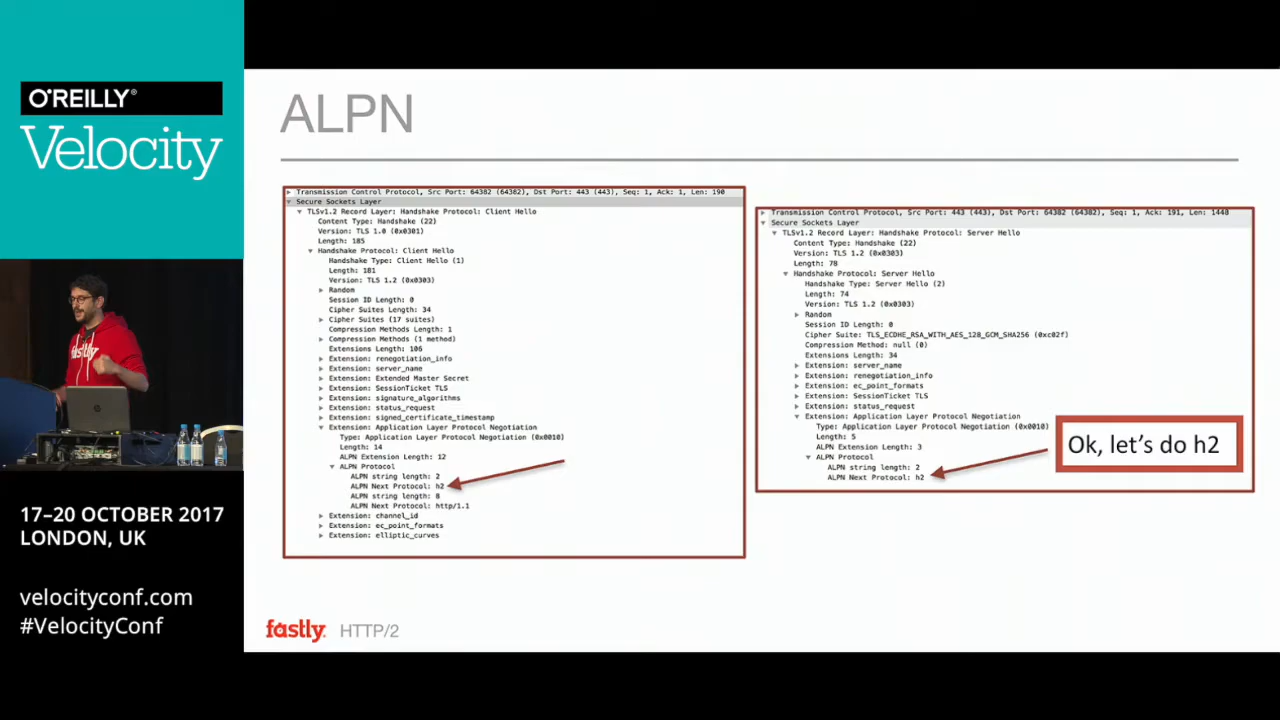 O'REILLY®
Velocity
fastly
17–20 OCTOBER 2017
LONDON, UK
velocityconf.com
#VelocityConf
ALPN
Transmission Control Protocol, Src Port: 64382 (64382), Dst Port: 443 (443), Seq: 1, Ack: 1, Len: 190
Secure Sockets Layer
TLSv1.2 Record Layer: Handshake Protocol: Client Hello
Content Type: Handshake (22)
Version: TLS 1.0 (0x0301)
Length: 185
Handshake Protocol: Client Hello
Handshake Type: Client Hello (1)
Length: 181
Version: TLS 1.2 (0x0303)
Random
Session ID Length: 0
Cipher Suites Length: 34
Cipher Suites (17 suites)
Compression Methods Length: 1
Compression Methods (1 method)
Extensions Length: 106
Extension: renegotiation_info
Extension: server_name
Extension: Extended Master Secret
Extension: SessionTicket TLS
Extension: signature_algorithms
Extension: status_request
Extension: signed_certificate_timestamp
Extension: Application Layer Protocol Negotiation
Type: Application Layer Protocol Negotiation (0x0010)
Length: 14
ALPN Extension Length: 12
ALPN Protocol
ALPN string length: 2
ALPN Next Protocol: h2
ALPN string length: 8
ALPN Next Protocol: http/1.1
Extension: channel_id
Extension: ec_point_formats
Extension: elliptic_curves
Transmission Control Protocol, Src Port: 443 (443), Dst Port: 64382 (64382), Seq: 1, Ack: 191, Len: 1448
Secure Sockets Layer
TLSv1.2 Record Layer: Handshake Protocol: Server Hello
Content Type: Handshake (22)
Version: TLS 1.2 (0x0303)
Length: 78
Handshake Protocol: Server Hello
Handshake Type: Server Hello (2)
Length: 74
Version: TLS 1.2 (0x0303)
Random
Session ID Length: 0
Cipher Suite: TLS_ECDHE_RSA_WITH_AES_128_GCM_SHA256 (0xc02f)
Compression Method: null (0)
Extensions Length: 34
Extension: server_name
Extension: renegotiation_info
Extension: ec_point_formats
Extension: SessionTicket TLS
Extension: status_request
Extension: Application Layer Protocol Negotiation
Type: Application Layer Protocol Negotiation (0x0010)
Length: 5
ALPN Extension Length: 3
ALPN Protocol
ALPN string length: 2
ALPN Next Protocol: h2
Ok, let's do h2
fastly HTTP/2